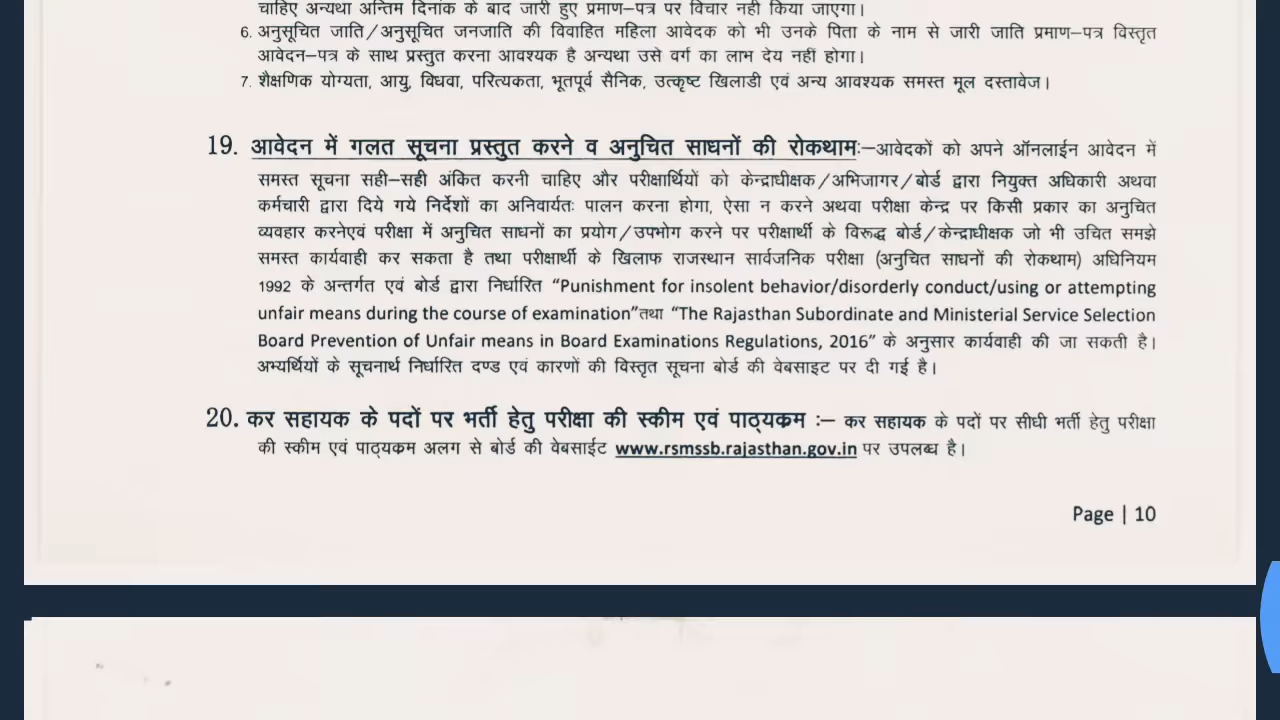 चाहिए अन्यथा अन्तिम दिनांक के बाद जारी हुए प्रमाण–पत्र पर विचार नही किया जाएगा।
6. अनुसूचित जाति/अनुसूचित जनजाति की विवाहित महिला आवेदक को भी उनके पिता के नाम से जारी जाति प्रमाण–पत्र विस्तृत
आवेदन–पत्र के साथ प्रस्तुत करना आवश्यक है अन्यथा उसे वर्ग का लाभ देय नहीं होगा।
7. शैक्षणिक योग्यता, आयु, विधवा, परित्यकता, भूतपूर्व सैनिक, उत्कृष्ट खिलाडी एवं अन्य आवश्यक समस्त मूल दस्तावेज।
19. आवेदन में गलत सूचना प्रस्तुत करने व अनुचित साधनों की रोकथामः–आवेदकों को अपने ऑनलाईन आवेदन में
समस्त सूचना सही–सही अंकित करनी चाहिए और परीक्षार्थियों को केन्द्राधीक्षक/अभिजागर/बोर्ड द्वारा नियुक्त अधिकारी अथवा
कर्मचारी द्वारा दिये गये निर्देशों का अनिवार्यतः पालन करना होगा, ऐसा न करने अथवा परीक्षा केन्द्र पर किसी प्रकार का अनुचित
व्यवहार करनेएवं परीक्षा में अनुचित साधनों का प्रयोग/उपभोग करने पर परीक्षार्थी के विरूद्ध बोर्ड/केन्द्राधीक्षक जो भी उचित समझे
समस्त कार्यवाही कर सकता है तथा परीक्षार्थी के खिलाफ राजस्थान सार्वजनिक परीक्षा (अनुचित साधनों की रोकथाम) अधिनियम
1992 के अन्तर्गत एवं बोर्ड द्वारा निर्धारित “Punishment for insolent behavior/disorderly conduct/using or attempting
unfair means during the course of examination”तथा “The Rajasthan Subordinate and Ministerial Service Selection
Board Prevention of Unfair means in Board Examinations Regulations, 2016” के अनुसार कार्यवाही की जा सकती है।
अभ्यर्थियों के सूचनार्थ निर्धारित दण्ड एवं कारणों की विस्तृत सूचना बोर्ड की वेबसाइट पर दी गई है।
20. कर सहायक के पदों पर भर्ती हेतु परीक्षा की स्कीम एवं पाठ्यक्रम :– कर सहायक के पदों पर सीधी भर्ती हेतु परीक्षा
की स्कीम एवं पाठ्यक्रम अलग से बोर्ड की वेबसाईट www.rsmssb.rajasthan.gov.in पर उपलब्ध है।
Page | 10